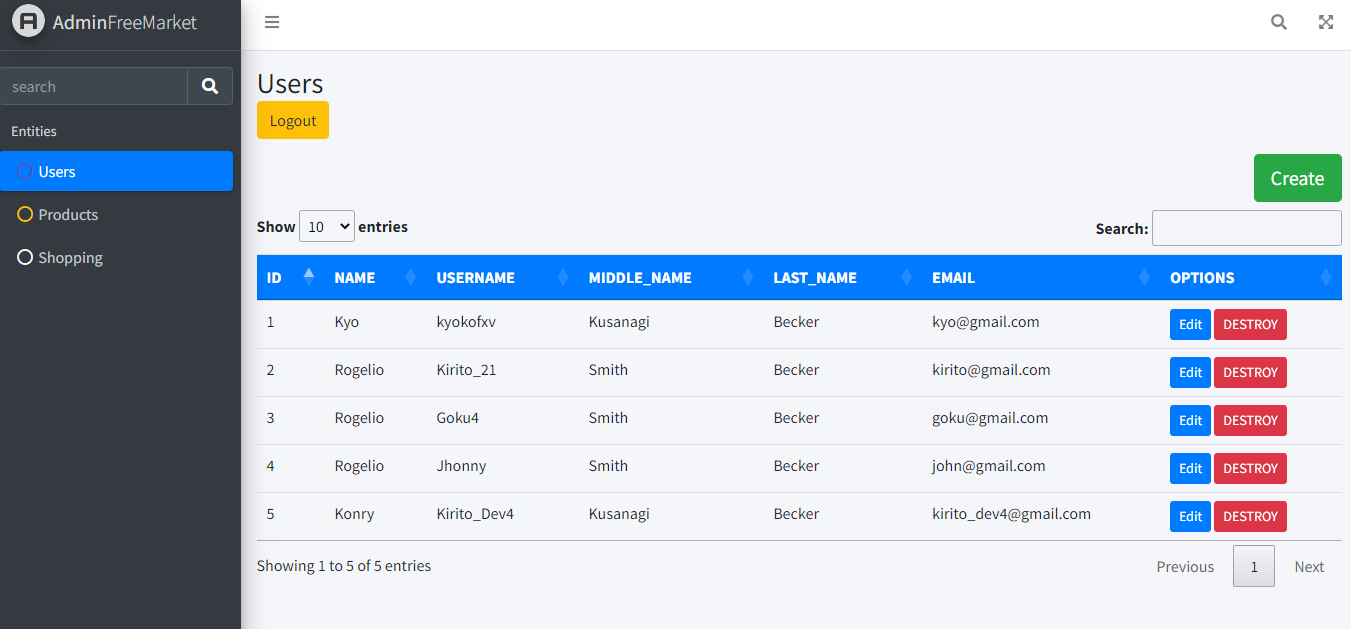 AdminFreeMarket
search
Entities
Users
Products
Shopping
Users
Logout
Create
Show 10 entries Search:
ID NAME USERNAME MIDDLE_NAME LAST_NAME EMAIL OPTIONS
1 Kyo kyokofxv Kusanagi Becker kyo@gmail.com Edit DESTROY
2 Rogelio Kirito_21 Smith Becker kirito@gmail.com Edit DESTROY
3 Rogelio Goku4 Smith Becker goku@gmail.com Edit DESTROY
4 Rogelio Jhonny Smith Becker john@gmail.com Edit DESTROY
5 Konry Kirito_Dev4 Kusanagi Becker kirito_dev4@gmail.com Edit DESTROY
Showing 1 to 5 of 5 entries Previous 1 Next